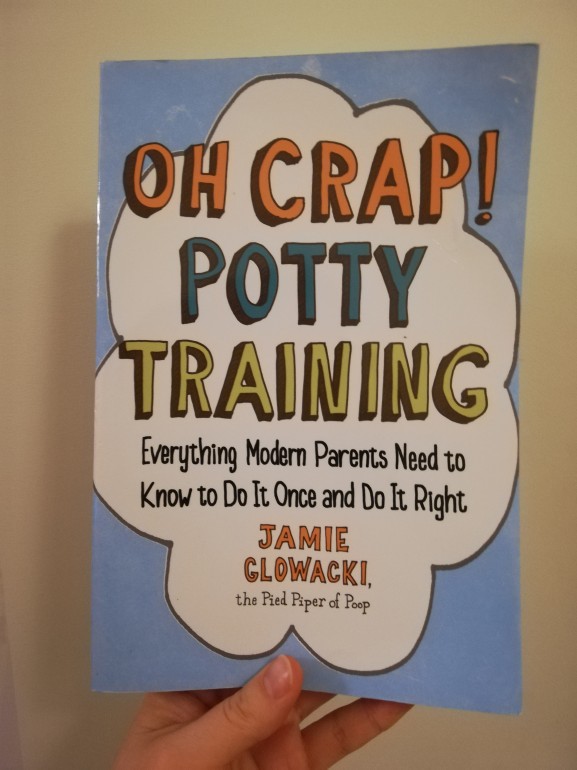 OH CRAP!
POTTY
TRAINING
Everything Modern Parents Need to
Know to Do It Once and Do It Right
JAMIE
GLOWACKI,
the Pied Piper of Poop